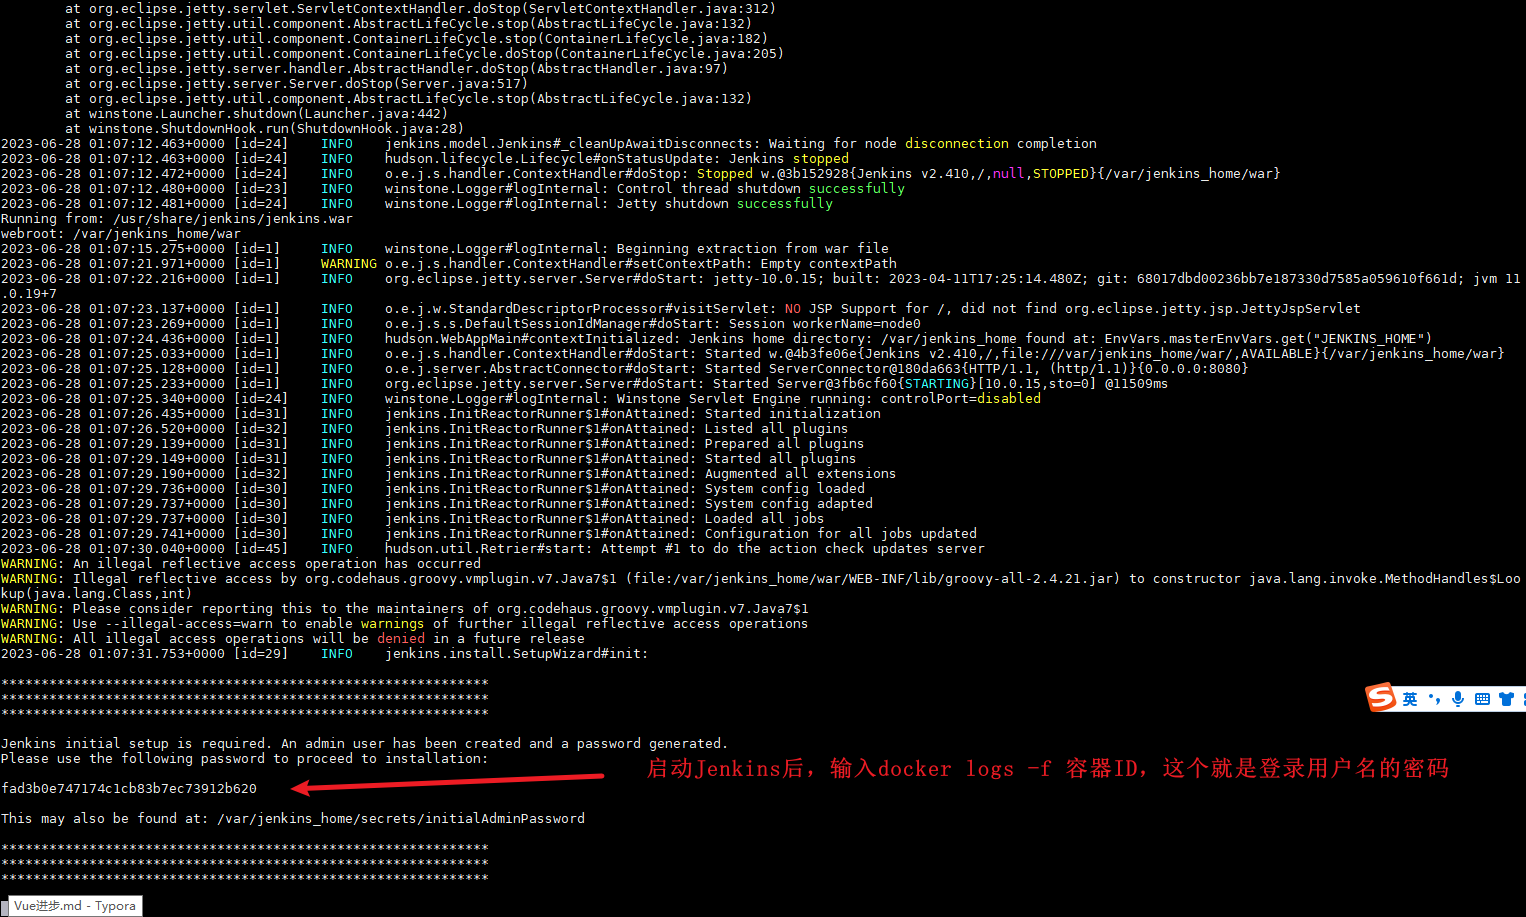 at org.eclipse.jetty.servlet.ServletContextHandler.doStop(ServletContextHandler.java:312)
at org.eclipse.jetty.util.component.AbstractLifeCycle.stop(AbstractLifeCycle.java:132)
at org.eclipse.jetty.util.component.ContainerLifeCycle.stop(ContainerLifeCycle.java:182)
at org.eclipse.jetty.util.component.ContainerLifeCycle.doStop(ContainerLifeCycle.java:205)
at org.eclipse.jetty.server.handler.AbstractHandler.doStop(AbstractHandler.java:97)
at org.eclipse.jetty.server.Server.doStop(Server.java:517)
at org.eclipse.jetty.util.component.AbstractLifeCycle.stop(AbstractLifeCycle.java:132)
at winstone.Launcher.shutdown(Launcher.java:442)
at winstone.ShutdownHook.run(ShutdownHook.java:28)
2023-06-28 01:07:12.463+0000 [id=24] INFO jenkins.model.Jenkins#_cleanUpAwaitDisconnects: Waiting for node disconnection completion
2023-06-28 01:07:12.463+0000 [id=24] INFO hudson.lifecycle.Lifecycle#onStatusUpdate: Jenkins stopped
2023-06-28 01:07:12.472+0000 [id=24] INFO o.e.j.s.handler.ContextHandler#doStop: Stopped w.@3b152928{Jenkins v2.410,/,null,STOPPED}{/var/jenkins_home/war}
2023-06-28 01:07:12.480+0000 [id=23] INFO winstone.Logger#logInternal: Control thread shutdown successfully
2023-06-28 01:07:12.481+0000 [id=24] INFO winstone.Logger#logInternal: Jetty shutdown successfully
Running from: /usr/share/jenkins/jenkins.war
webroot: /var/jenkins_home/war
2023-06-28 01:07:15.275+0000 [id=1] INFO winstone.Logger#logInternal: Beginning extraction from war file
2023-06-28 01:07:21.971+0000 [id=1] WARNING o.e.j.s.handler.ContextHandler#setContextPath: Empty contextPath
2023-06-28 01:07:22.216+0000 [id=1] INFO org.eclipse.jetty.server.Server#doStart: jetty-10.0.15; built: 2023-04-11T17:25:14.480Z; git: 68017dbd00236bb7e187330d7585a059610f661d; jvm 11
.0.19+7
2023-06-28 01:07:23.137+0000 [id=1] INFO o.e.j.w.StandardDescriptorProcessor#visitServlet: NO JSP Support for /, did not find org.eclipse.jetty.jsp.JettyJspServlet
2023-06-28 01:07:23.269+0000 [id=1] INFO o.e.j.s.s.DefaultSessionIdManager#doStart: Session workerName=node0
2023-06-28 01:07:24.436+0000 [id=1] INFO hudson.WebAppMain#contextInitialized: Jenkins home directory: /var/jenkins_home found at: EnvVars.masterEnvVars.get("JENKINS_HOME")
2023-06-28 01:07:25.033+0000 [id=1] INFO o.e.j.s.handler.ContextHandler#doStart: Started w.@4b3fe06e{Jenkins v2.410,/,file:///var/jenkins_home/war/,AVAILABLE}{/var/jenkins_home/war}
2023-06-28 01:07:25.128+0000 [id=1] INFO o.e.j.server.AbstractConnector#doStart: Started ServerConnector@180da663{HTTP/1.1, (http/1.1)}{0.0.0.0:8080}
2023-06-28 01:07:25.233+0000 [id=1] INFO org.eclipse.jetty.server.Server#doStart: Started Server@3fb6cf60{STARTING}[10.0.15,sto=0] @11509ms
2023-06-28 01:07:25.340+0000 [id=24] INFO winstone.Logger#logInternal: Winstone Servlet Engine running: controlPort=disabled
2023-06-28 01:07:26.435+0000 [id=31] INFO jenkins.InitReactorRunner$1#onAttained: Started initialization
2023-06-28 01:07:26.520+0000 [id=32] INFO jenkins.InitReactorRunner$1#onAttained: Listed all plugins
2023-06-28 01:07:29.139+0000 [id=31] INFO jenkins.InitReactorRunner$1#onAttained: Prepared all plugins
2023-06-28 01:07:29.149+0000 [id=31] INFO jenkins.InitReactorRunner$1#onAttained: Started all plugins
2023-06-28 01:07:29.190+0000 [id=32] INFO jenkins.InitReactorRunner$1#onAttained: Augmented all extensions
2023-06-28 01:07:29.736+0000 [id=30] INFO jenkins.InitReactorRunner$1#onAttained: System config loaded
2023-06-28 01:07:29.737+0000 [id=30] INFO jenkins.InitReactorRunner$1#onAttained: System config adapted
2023-06-28 01:07:29.737+0000 [id=30] INFO jenkins.InitReactorRunner$1#onAttained: Loaded all jobs
2023-06-28 01:07:29.741+0000 [id=30] INFO jenkins.InitReactorRunner$1#onAttained: Configuration for all jobs updated
2023-06-28 01:07:30.040+0000 [id=45] INFO hudson.util.Retrier#start: Attempt #1 to do the action check updates server
WARNING: An illegal reflective access operation has occurred
WARNING: Illegal reflective access by org.codehaus.groovy.vmplugin.v7.Java7$1 (file:/var/jenkins_home/war/WEB-INF/lib/groovy-all-2.4.21.jar) to constructor java.lang.invoke.MethodHandles$Loo
kup(java.lang.Class,int)
WARNING: Please consider reporting this to the maintainers of org.codehaus.groovy.vmplugin.v7.Java7$1
WARNING: Use --illegal-access=warn to enable warnings of further illegal reflective access operations
WARNING: All illegal access operations will be denied in a future release
2023-06-28 01:07:31.753+0000 [id=29] INFO jenkins.install.SetupWizard#init:
*************************************************************
*************************************************************
*************************************************************
英
Jenkins initial setup is required. An admin user has been created and a password generated.
Please use the following password to proceed to installation:
启动Jenkins后，输入docker logs -f 容器ID，这个就是登录用户名的密码
fad3b0e747174c1cb83b7ec73912b620
This may also be found at: /var/jenkins_home/secrets/initialAdminPassword
*************************************************************
*************************************************************
*************************************************************
Vue进步.md - Typora